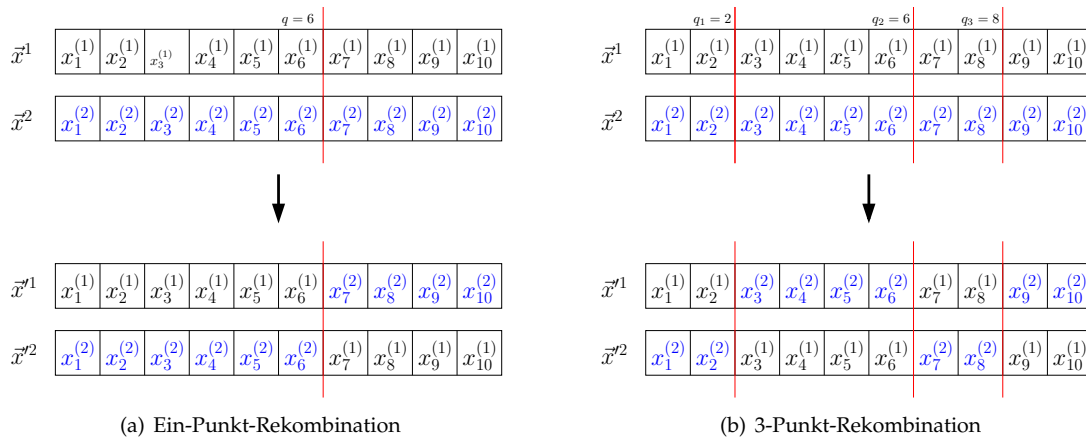 q = 6
x⃗¹ x₁⁽¹⁾ x₂⁽¹⁾ x₃⁽¹⁾ x₄⁽¹⁾ x₅⁽¹⁾ x₆⁽¹⁾ x₇⁽¹⁾ x₈⁽¹⁾ x₉⁽¹⁾ x₁₀⁽¹⁾
x⃗² x₁⁽²⁾ x₂⁽²⁾ x₃⁽²⁾ x₄⁽²⁾ x₅⁽²⁾ x₆⁽²⁾ x₇⁽²⁾ x₈⁽²⁾ x₉⁽²⁾ x₁₀⁽²⁾
x⃗′¹ x₁⁽¹⁾ x₂⁽¹⁾ x₃⁽¹⁾ x₄⁽¹⁾ x₅⁽¹⁾ x₆⁽¹⁾ x₇⁽²⁾ x₈⁽²⁾ x₉⁽²⁾ x₁₀⁽²⁾
x⃗′² x₁⁽²⁾ x₂⁽²⁾ x₃⁽²⁾ x₄⁽²⁾ x₅⁽²⁾ x₆⁽²⁾ x₇⁽¹⁾ x₈⁽¹⁾ x₉⁽¹⁾ x₁₀⁽¹⁾
(a) Ein-Punkt-Rekombination
q₁ = 2 q₂ = 6 q₃ = 8
x⃗¹ x₁⁽¹⁾ x₂⁽¹⁾ x₃⁽¹⁾ x₄⁽¹⁾ x₅⁽¹⁾ x₆⁽¹⁾ x₇⁽¹⁾ x₈⁽¹⁾ x₉⁽¹⁾ x₁₀⁽¹⁾
x⃗² x₁⁽²⁾ x₂⁽²⁾ x₃⁽²⁾ x₄⁽²⁾ x₅⁽²⁾ x₆⁽²⁾ x₇⁽²⁾ x₈⁽²⁾ x₉⁽²⁾ x₁₀⁽²⁾
x⃗′¹ x₁⁽¹⁾ x₂⁽¹⁾ x₃⁽²⁾ x₄⁽²⁾ x₅⁽²⁾ x₆⁽²⁾ x₇⁽¹⁾ x₈⁽¹⁾ x₉⁽²⁾ x₁₀⁽²⁾
x⃗′² x₁⁽²⁾ x₂⁽²⁾ x₃⁽¹⁾ x₄⁽¹⁾ x₅⁽¹⁾ x₆⁽¹⁾ x₇⁽²⁾ x₈⁽²⁾ x₉⁽¹⁾ x₁₀⁽¹⁾
(b) 3-Punkt-Rekombination